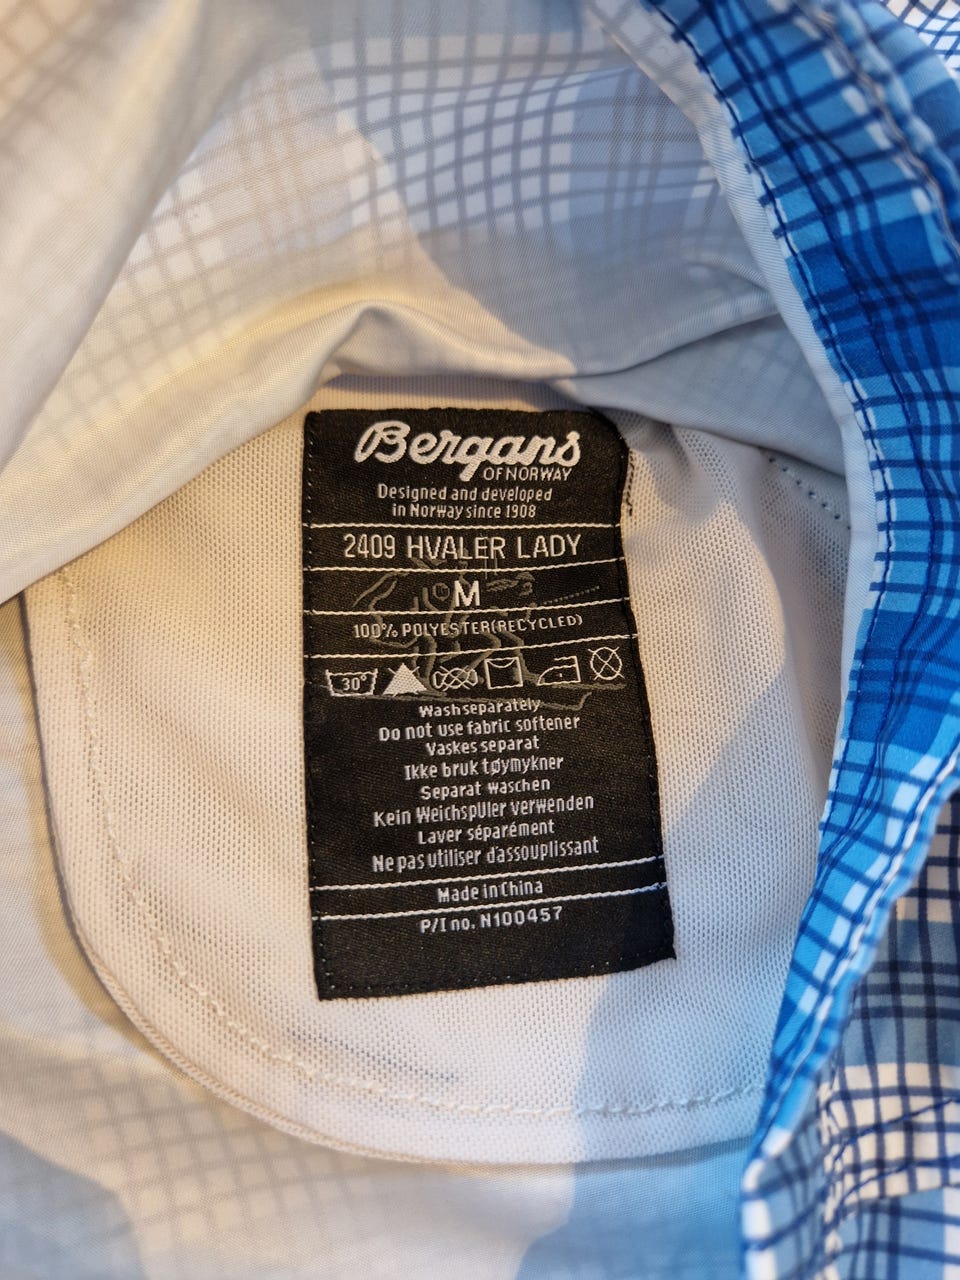 Bergans
OF NORWAY
Designed and developed
in Norway since 1908
2409 HVALER LADY
M
100% POLYESTER(RECYCLED)
30°
Wash separately
Do not use fabric softener
Vaskes separat
Ikke bruk tøymykner
Separat waschen
Kein Weichspüler verwenden
Laver séparément
Ne pas utiliser d'assouplissant
Made in China
P/I no. N100457